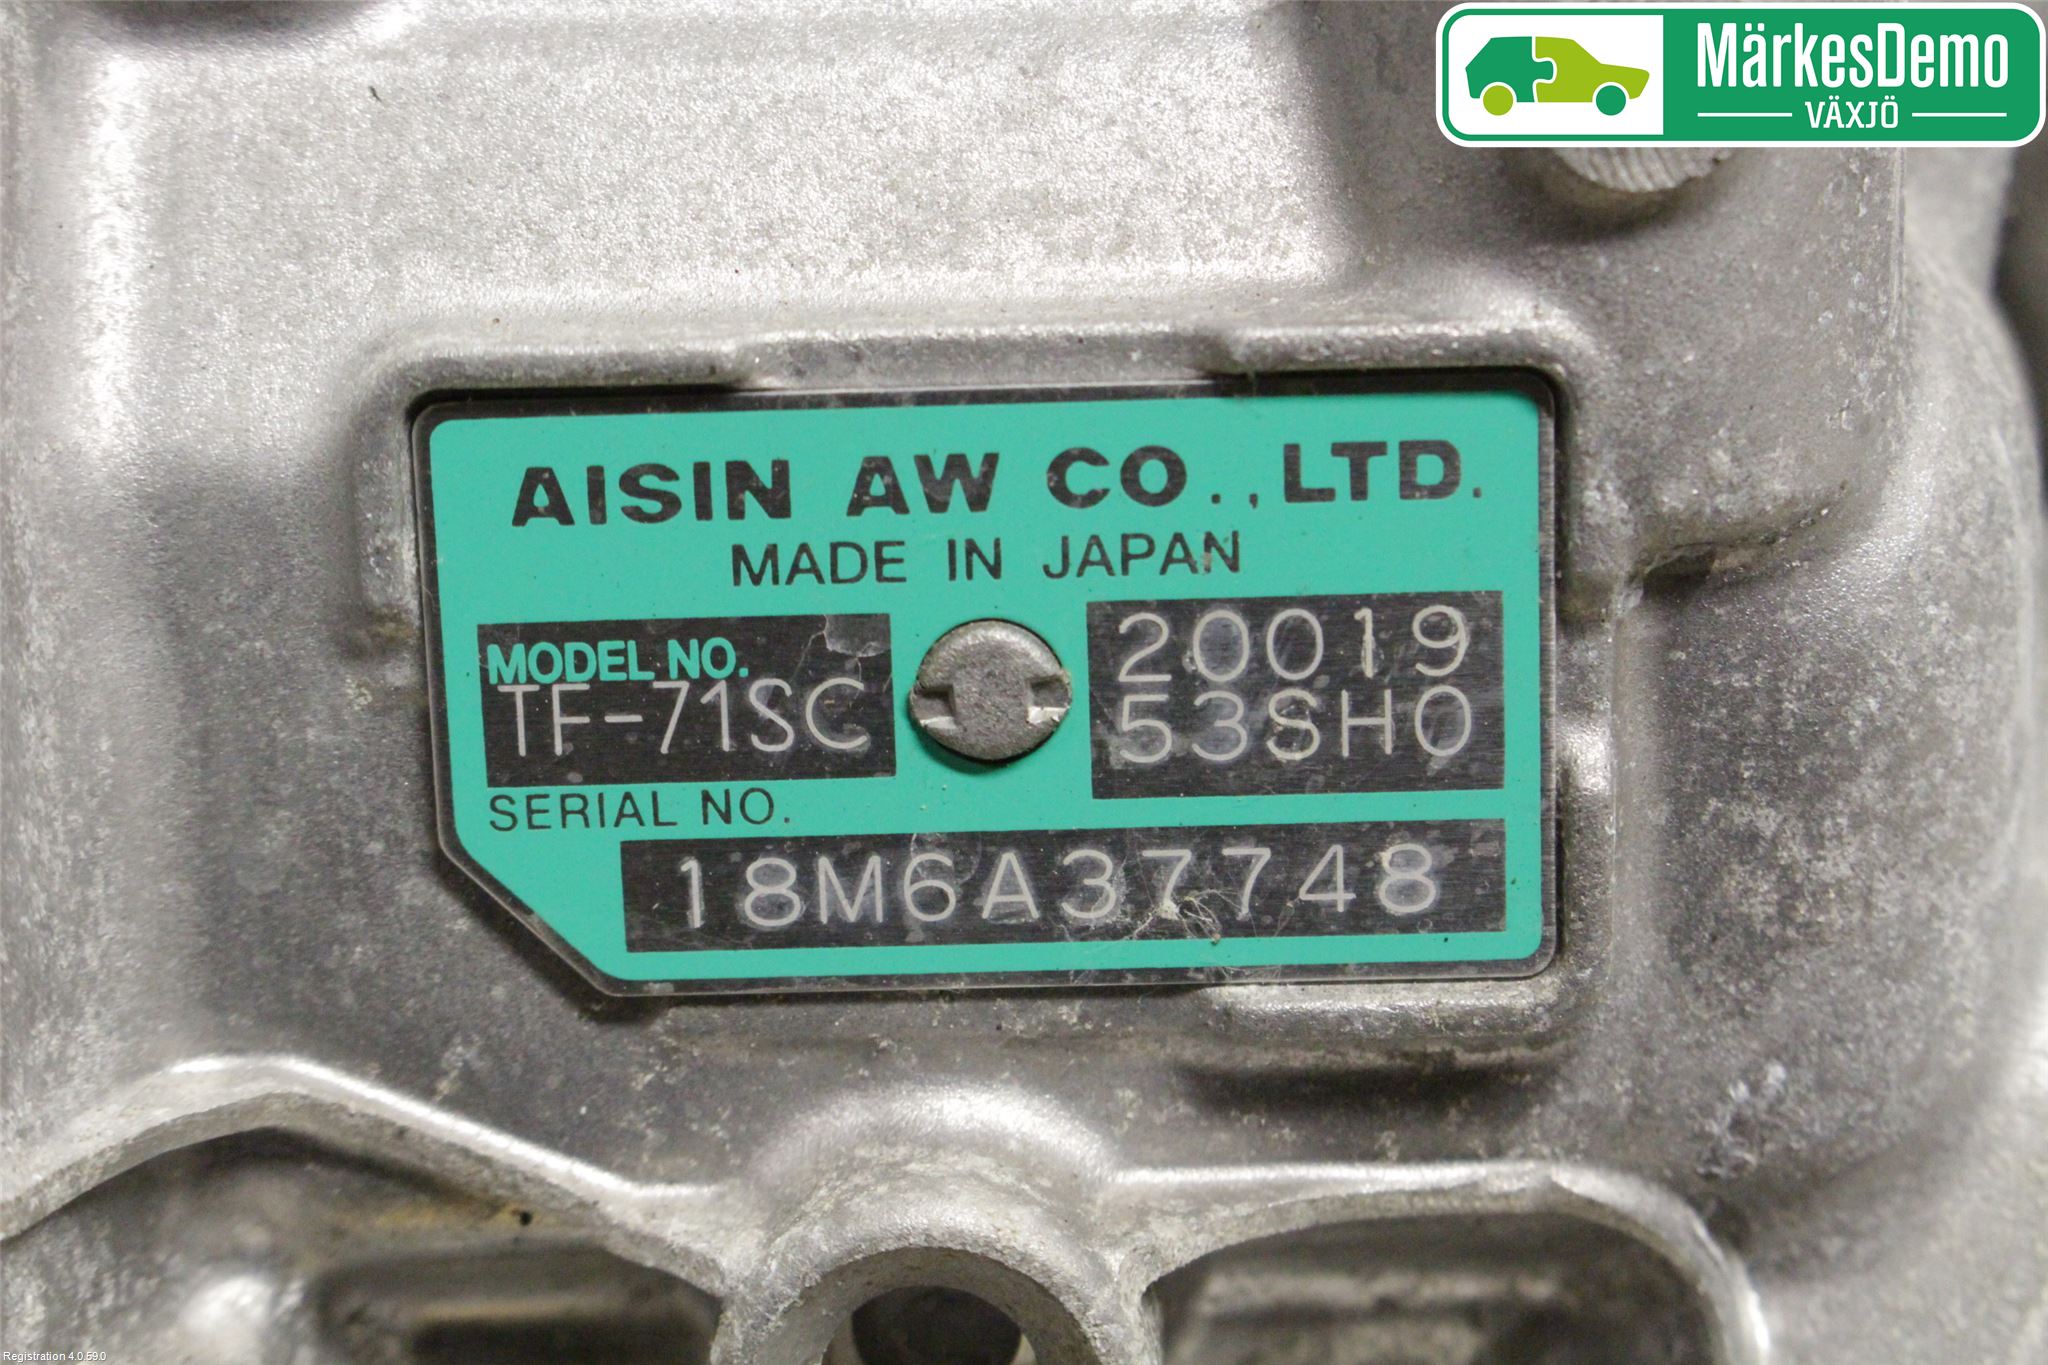 MärkesDemo
VÄXJÖ
AISIN AW CO.,LTD.
MADE IN JAPAN
MODEL NO.
TF-71SC
20019
53SH0
SERIAL NO.
18M6A37748
Registration 4.0.59.0